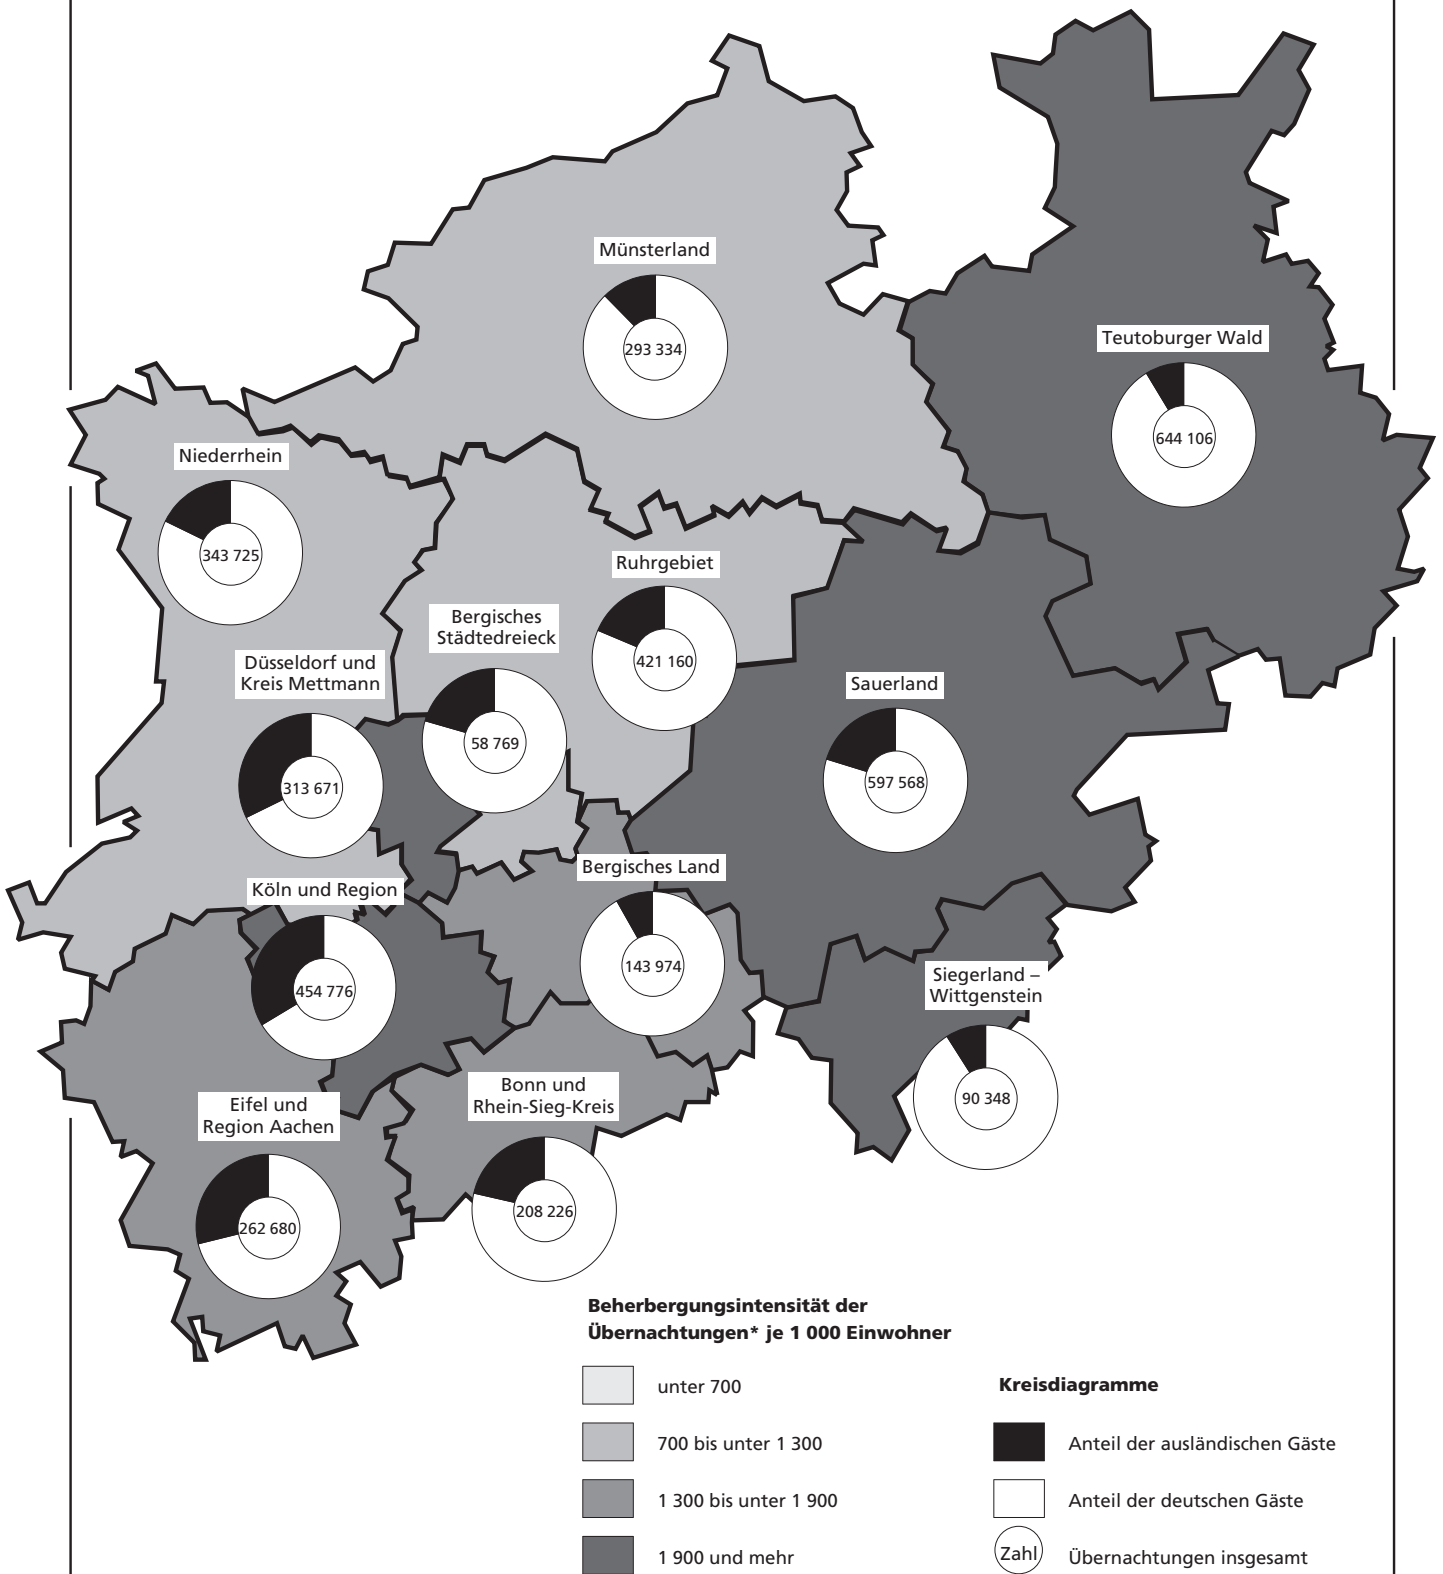 Münsterland
293 334
Teutoburger Wald
644 106
Niederrhein
343 725
Ruhrgebiet
421 160
Bergisches
Städtedreieck
58 769
Düsseldorf und
Kreis Mettmann
313 671
Sauerland
597 568
Bergisches Land
143 974
Köln und Region
454 776
Siegerland –
Wittgenstein
90 348
Bonn und
Rhein-Sieg-Kreis
208 226
Eifel und
Region Aachen
262 680
Beherbergungsintensität der
Übernachtungen* je 1 000 Einwohner
unter 700
700 bis unter 1 300
1 300 bis unter 1 900
1 900 und mehr
Kreisdiagramme
Anteil der ausländischen Gäste
Anteil der deutschen Gäste
Zahl Übernachtungen insgesamt